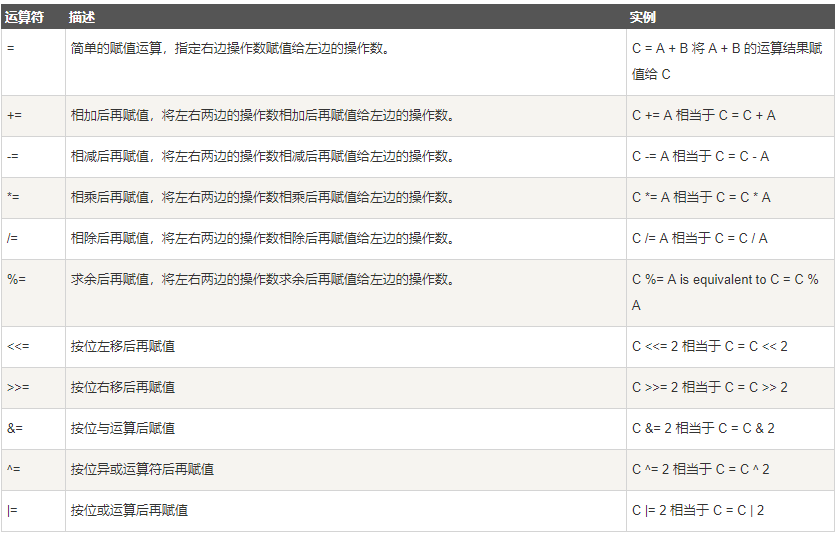 运算符 描述 实例
= 简单的赋值运算，指定右边操作数赋值给左边的操作数。 C = A + B 将 A + B 的运算结果赋
值给 C
+= 相加后再赋值，将左右两边的操作数相加后再赋值给左边的操作数。 C += A 相当于 C = C + A
-= 相减后再赋值，将左右两边的操作数相减后再赋值给左边的操作数。 C -= A 相当于 C = C - A
*= 相乘后再赋值，将左右两边的操作数相乘后再赋值给左边的操作数。 C *= A 相当于 C = C * A
/= 相除后再赋值，将左右两边的操作数相除后再赋值给左边的操作数。 C /= A 相当于 C = C / A
%= 求余后再赋值，将左右两边的操作数求余后再赋值给左边的操作数。 C %= A is equivalent to C = C %
A
<<= 按位左移后再赋值 C <<= 2 相当于 C = C << 2
>>= 按位右移后再赋值 C >>= 2 相当于 C = C >> 2
&= 按位与运算后赋值 C &= 2 相当于 C = C & 2
^= 按位异或运算符后再赋值 C ^= 2 相当于 C = C ^ 2
|= 按位或运算后再赋值 C |= 2 相当于 C = C | 2